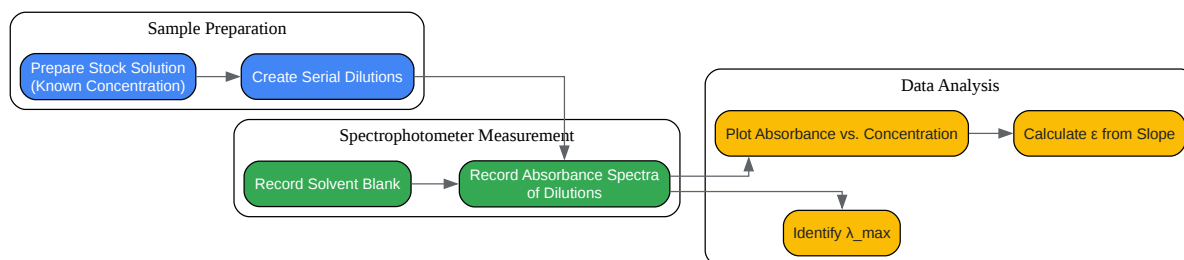 Sample Preparation
Prepare Stock Solution
(Known Concentration)
Create Serial Dilutions
Spectrophotometer Measurement
Record Solvent Blank
Record Absorbance Spectra
of Dilutions
Data Analysis
Plot Absorbance vs. Concentration
Calculate ε from Slope
Identify λ_max